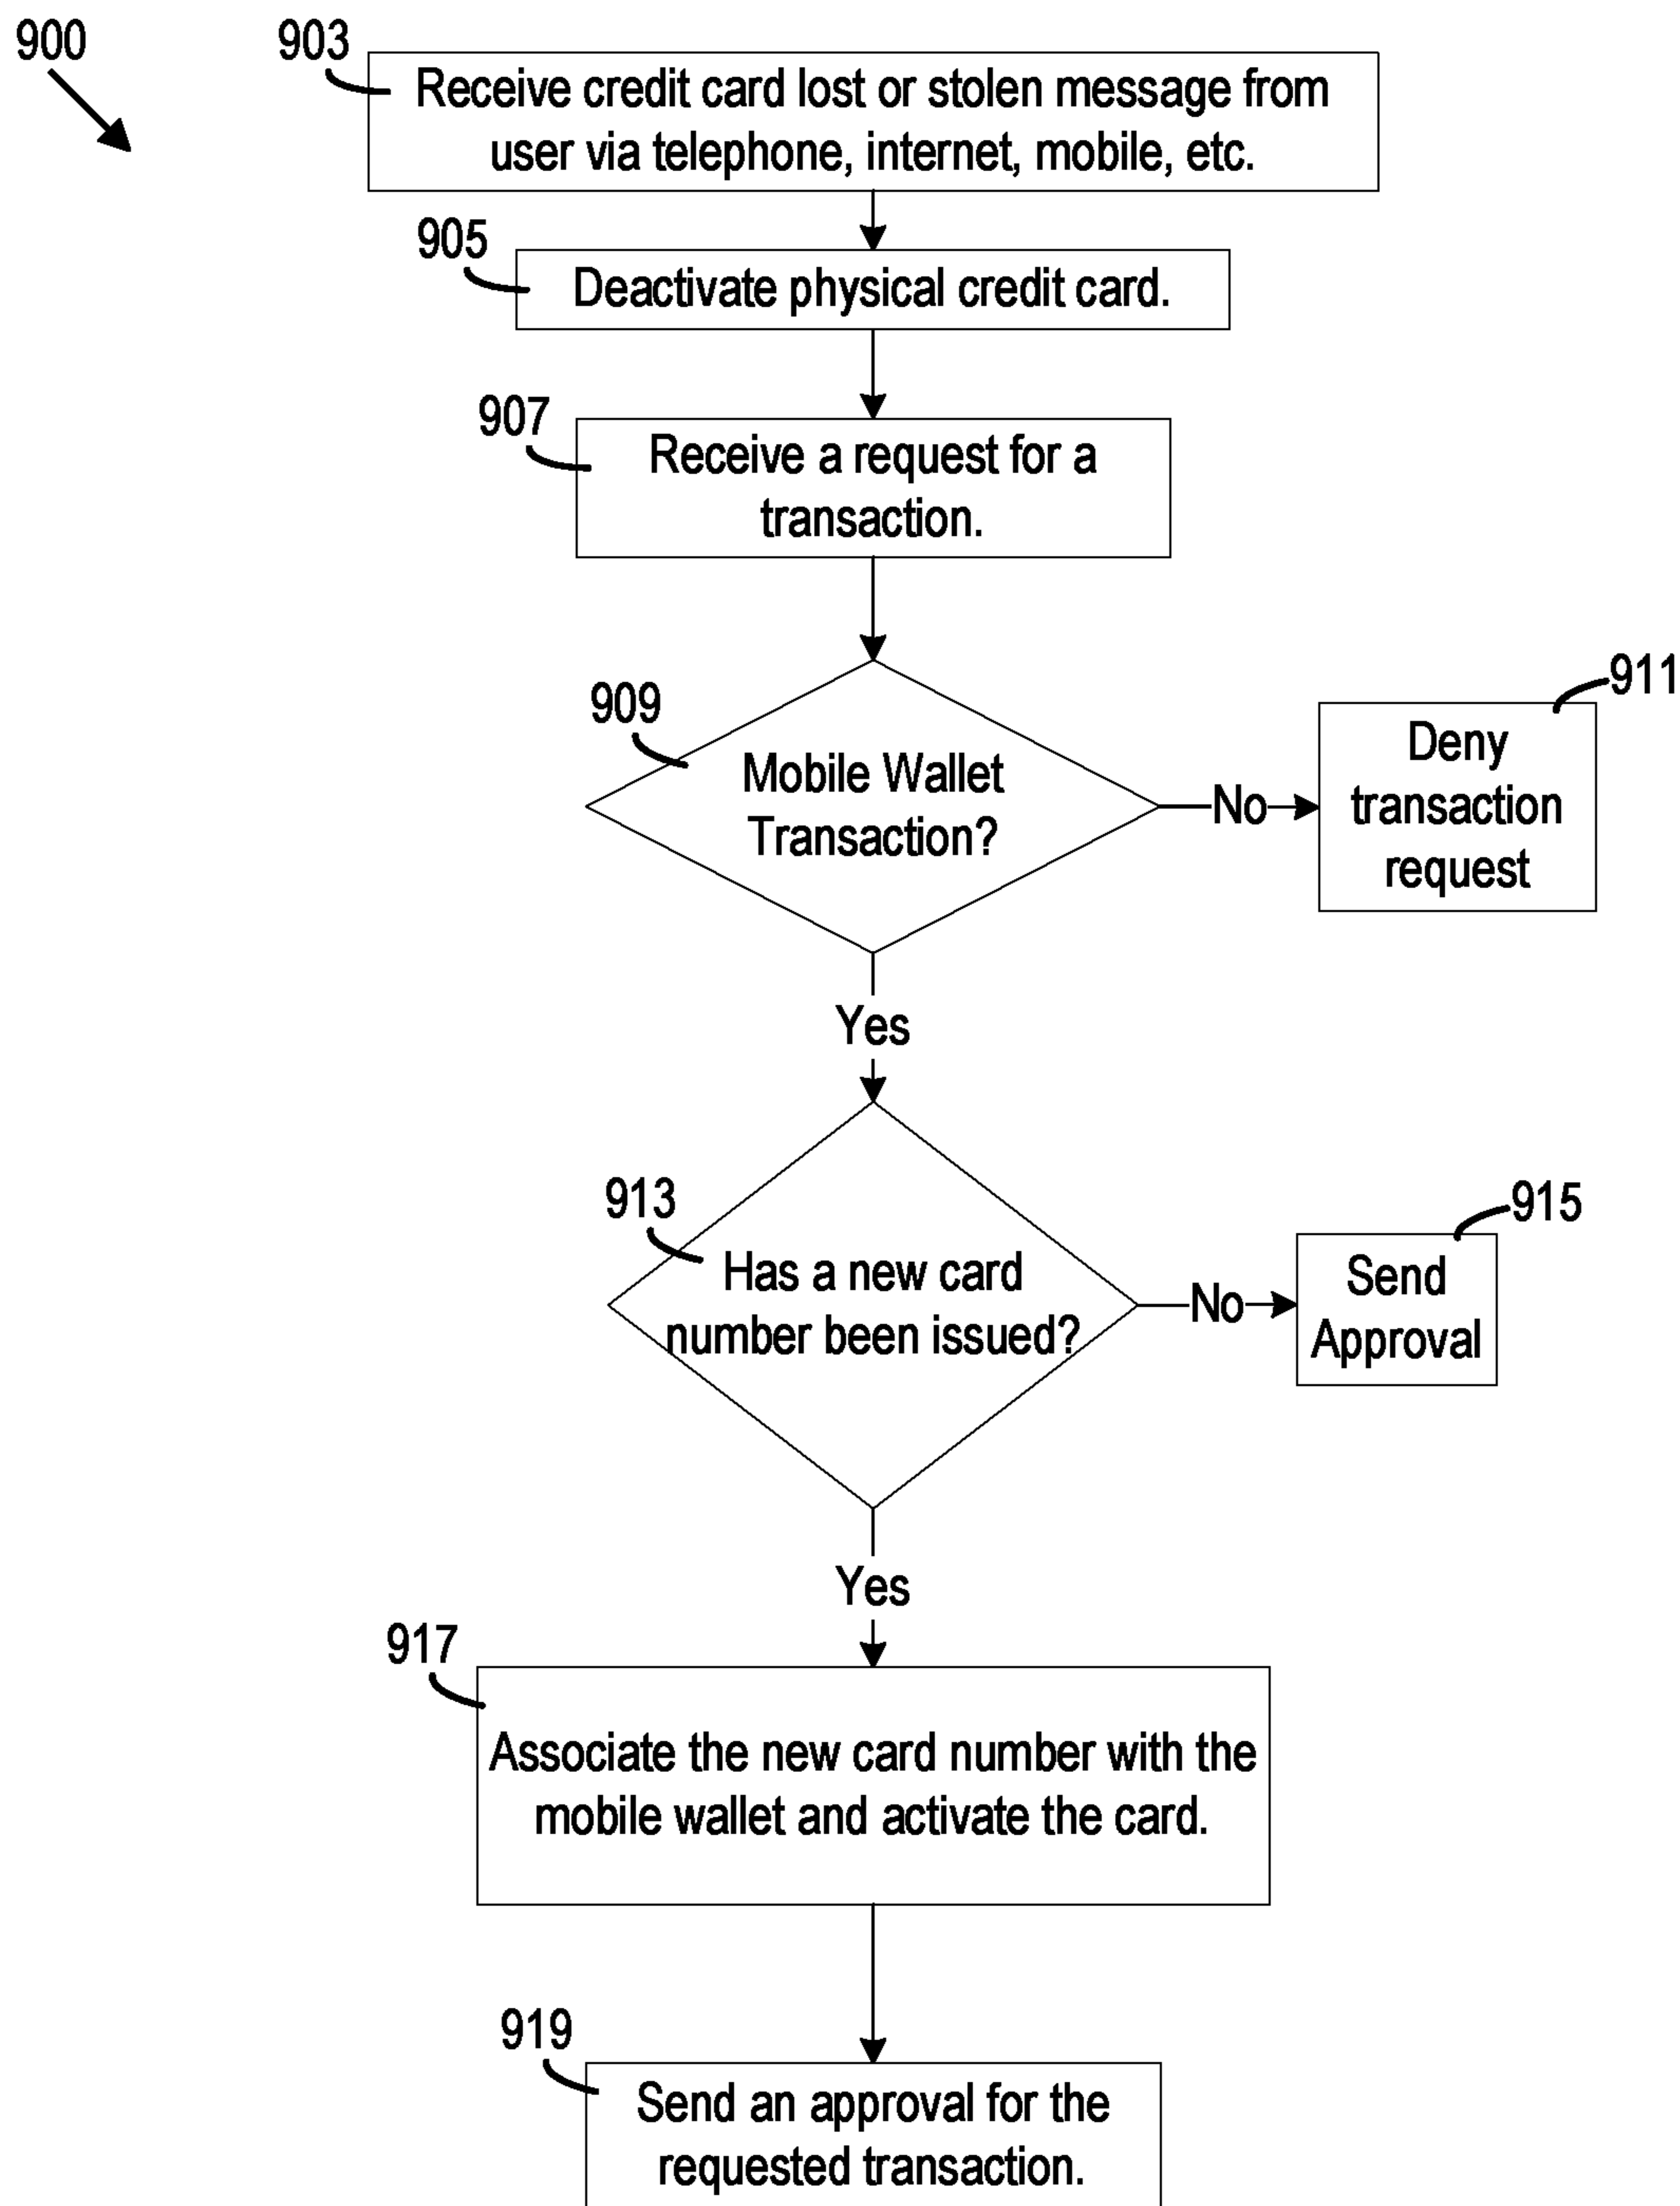 900
903
Receive credit card lost or stolen message from
user via telephone, internet, mobile, etc.
905
Deactivate physical credit card.
907
Receive a request for a
transaction.
909
Mobile Wallet
Transaction?
No
911
Deny
transaction
request
Yes
913
Has a new card
number been issued?
No
915
Send
Approval
Yes
917
Associate the new card number with the
mobile wallet and activate the card.
919
Send an approval for the
requested transaction.